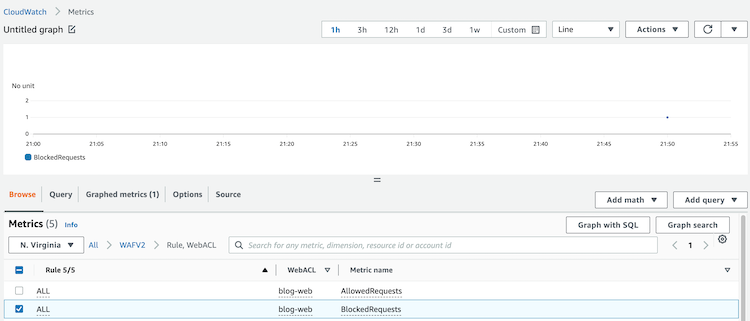 CloudWatch > Metrics
Untitled graph
1h 3h 12h 1d 3d 1w Custom Line Actions
No unit
2
1
0
21:00 21:05 21:10 21:15 21:20 21:25 21:30 21:35 21:40 21:45 21:50 21:55
BlockedRequests
Browse Query Graphed metrics (1) Options Source Add math Add query
Metrics (5) Info Graph with SQL Graph search
N. Virginia All > WAFV2 > Rule, WebACL Search for any metric, dimension, resource id or account id < 1 >
Rule 5/5 WebACL Metric name
ALL blog-web AllowedRequests
ALL blog-web BlockedRequests